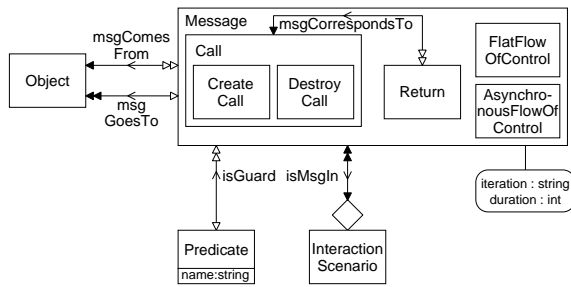 Message
msgCorrespondsTo
msgComes
From
Call
FlatFlow
OfControl
Object
Create
Call
Destroy
Call
Return
Asynchro-
nousFlowOf
Control
msg
GoesTo
isGuard
isMsgIn
iteration : string
duration : int
Predicate
name:string
Interaction
Scenario